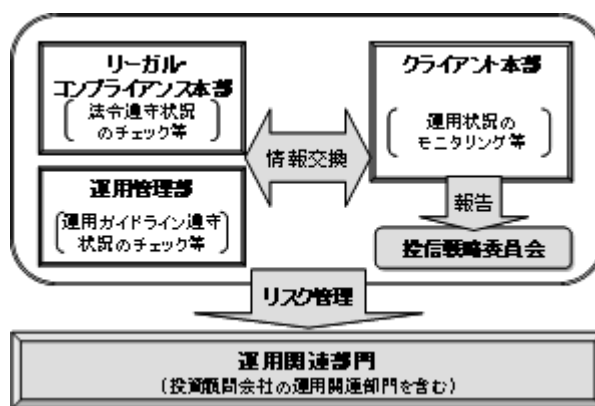 リーガル・
コンプライアンス本部
法令遵守状況
のチェック等
運用管理部
運用ガイドライン遵守
状況のチェック等
情報交換
クライアント本部
運用状況の
モニタリング等
報告
投信戦略委員会
リスク管理
運用関連部門
(投資顧問会社の運用関連部門を含む)